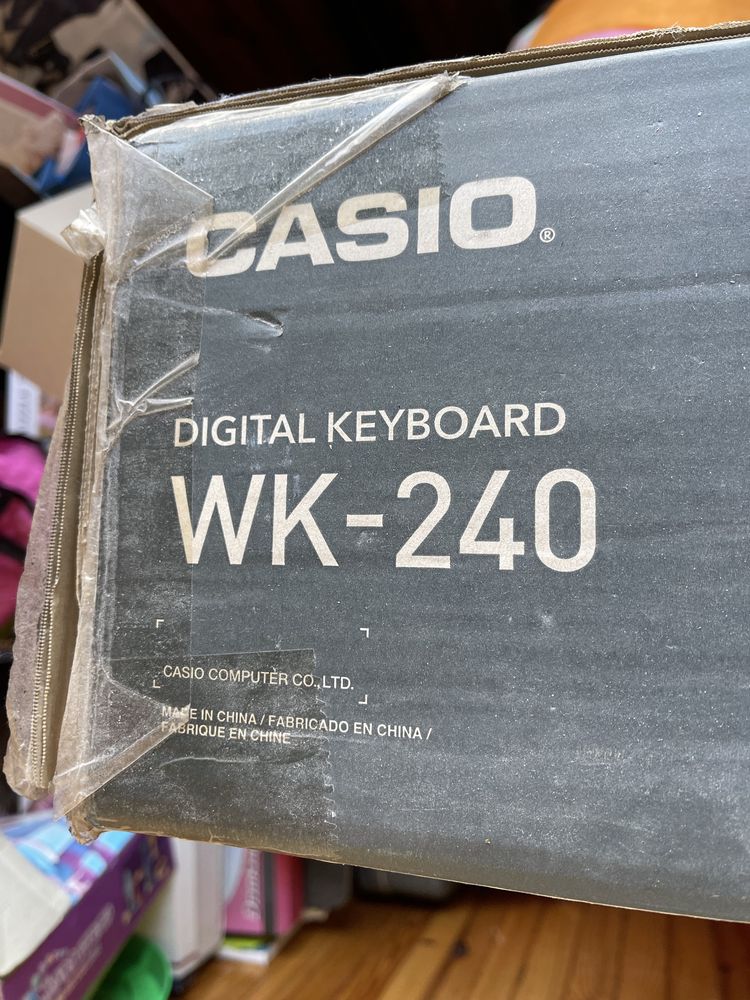 CASIO®
DIGITAL KEYBOARD
WK-240
CASIO COMPUTER CO.,LTD.
MADE IN CHINA / FABRICADO EN CHINA /
FABRIQUE EN CHINE